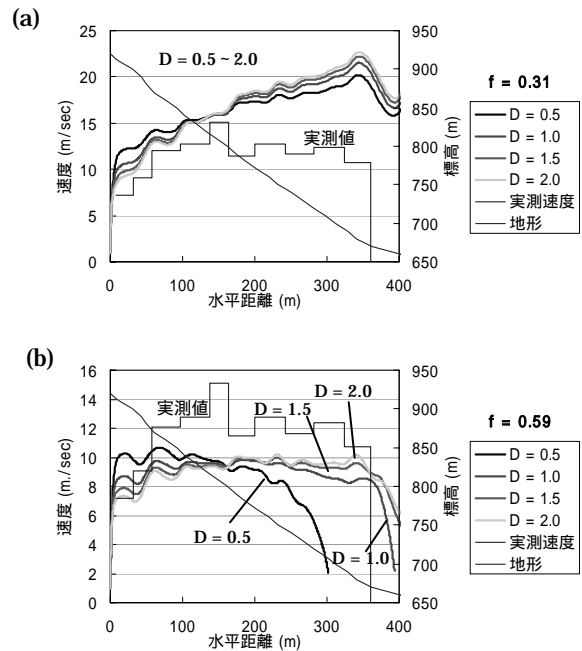 (a)
D = 0.5 ~ 2.0
実測値
速度 (m/sec)
25
20
15
10
5
0
950
900
850
800
750
700
650
標高 (m)
0 100 200 300 400
水平距離 (m)
f = 0.31
D = 0.5
D = 1.0
D = 1.5
D = 2.0
実測速度
地形
(b)
実測値
D = 2.0
D = 1.5
D = 0.5
D = 1.0
速度 (m./sec)
16
14
12
10
8
6
4
2
0
950
900
850
800
750
700
650
標高 (m)
0 100 200 300 400
水平距離 (m)
f = 0.59
D = 0.5
D = 1.0
D = 1.5
D = 2.0
実測速度
地形